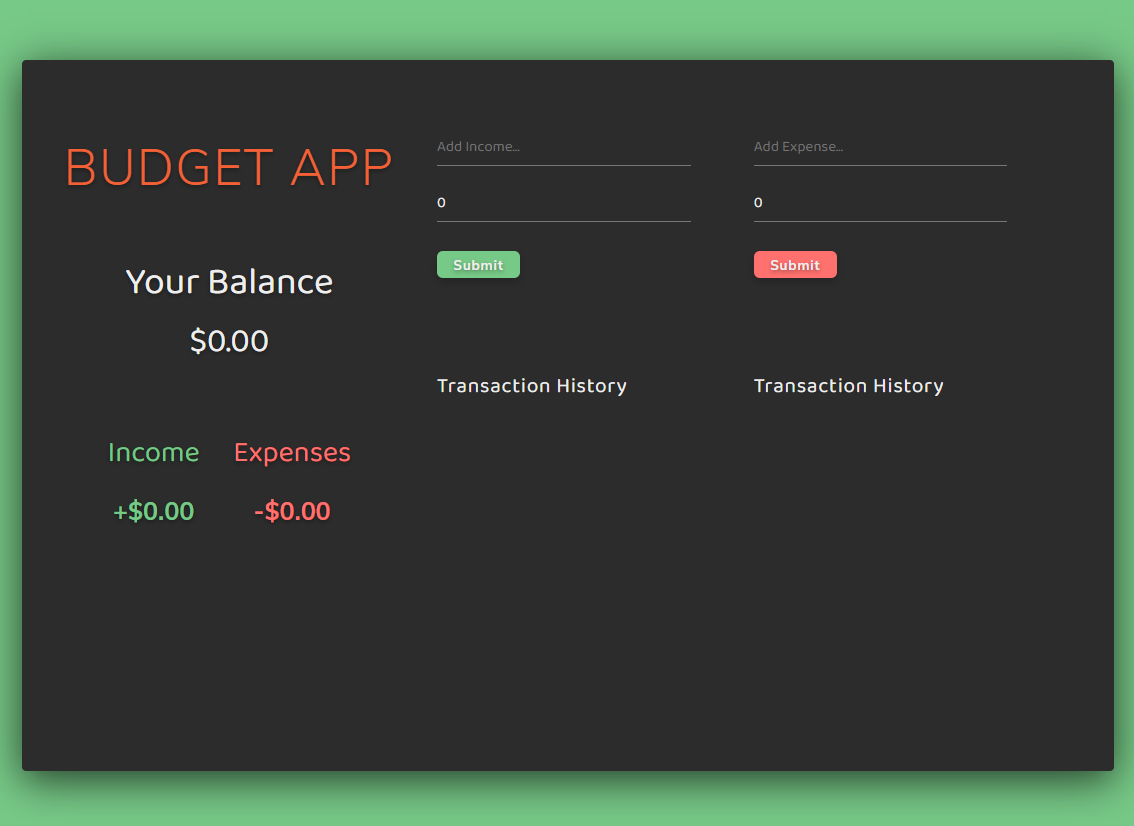 BUDGET APP
Your Balance
$0.00
Income
Expenses
+$0.00
-$0.00
Add Income...
0
Submit
Transaction History
Add Expense...
0
Submit
Transaction History